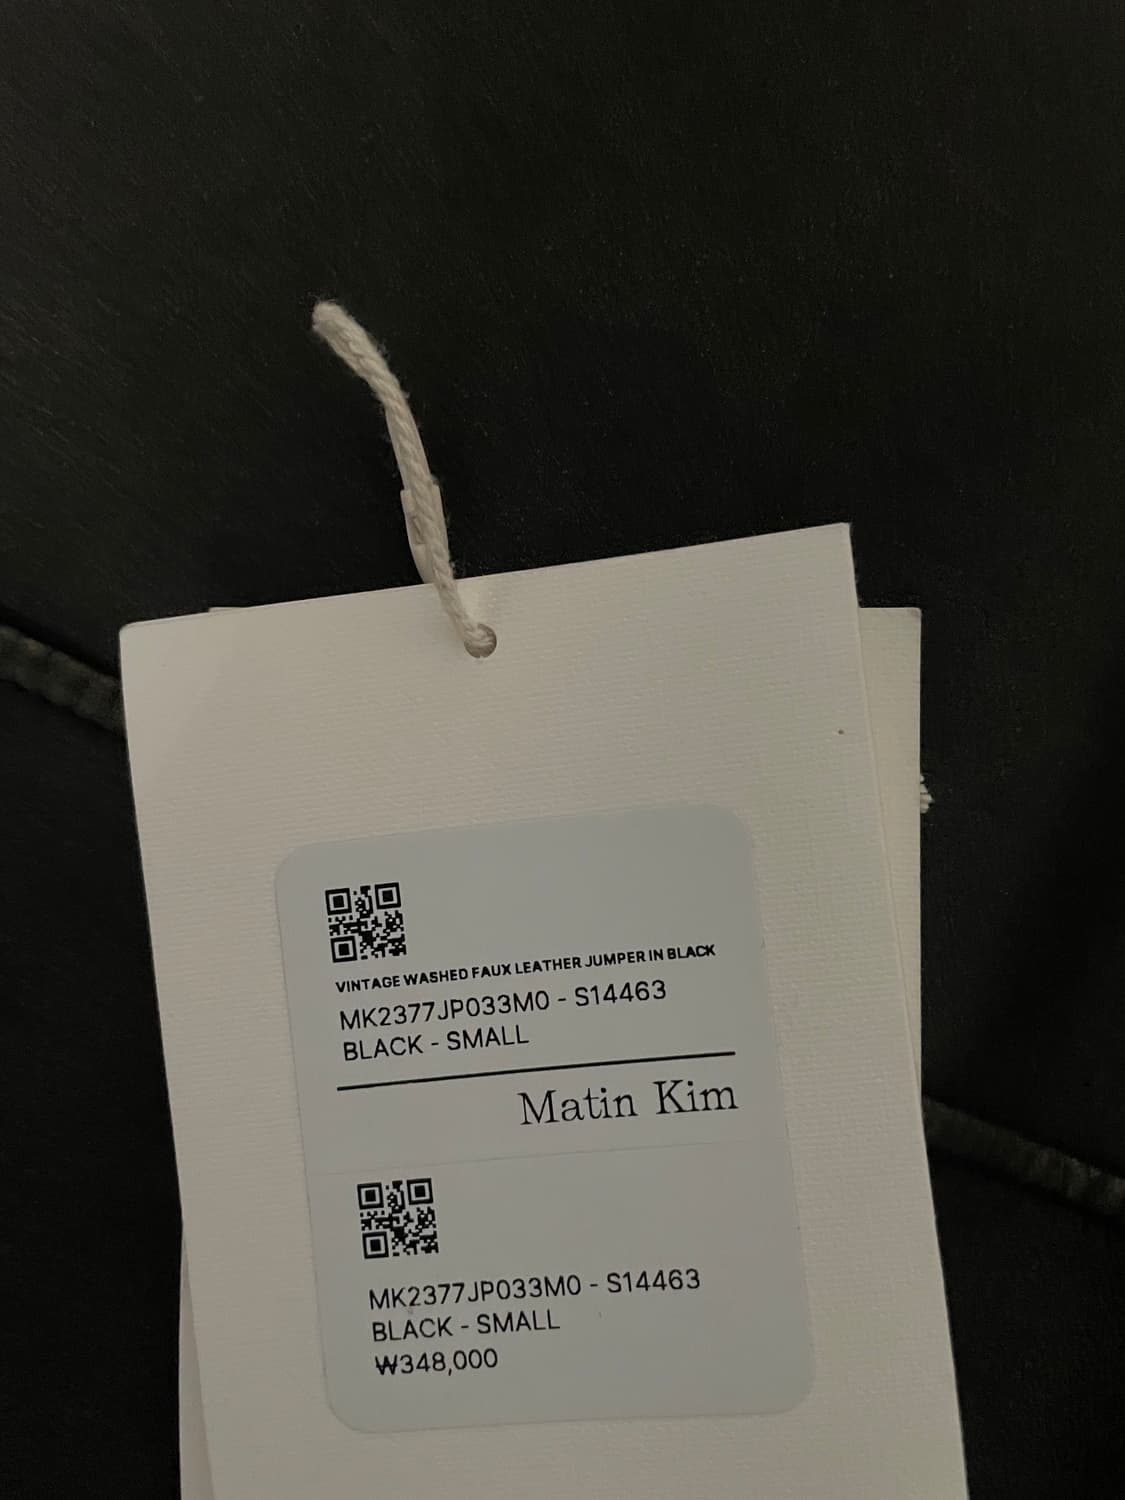 VINTAGE WASHED FAUX LEATHER JUMPER IN BLACK
MK2377JP033M0 - S14463
BLACK - SMALL
Matin Kim
MK2377JP033M0 - S14463
BLACK - SMALL
₩348,000